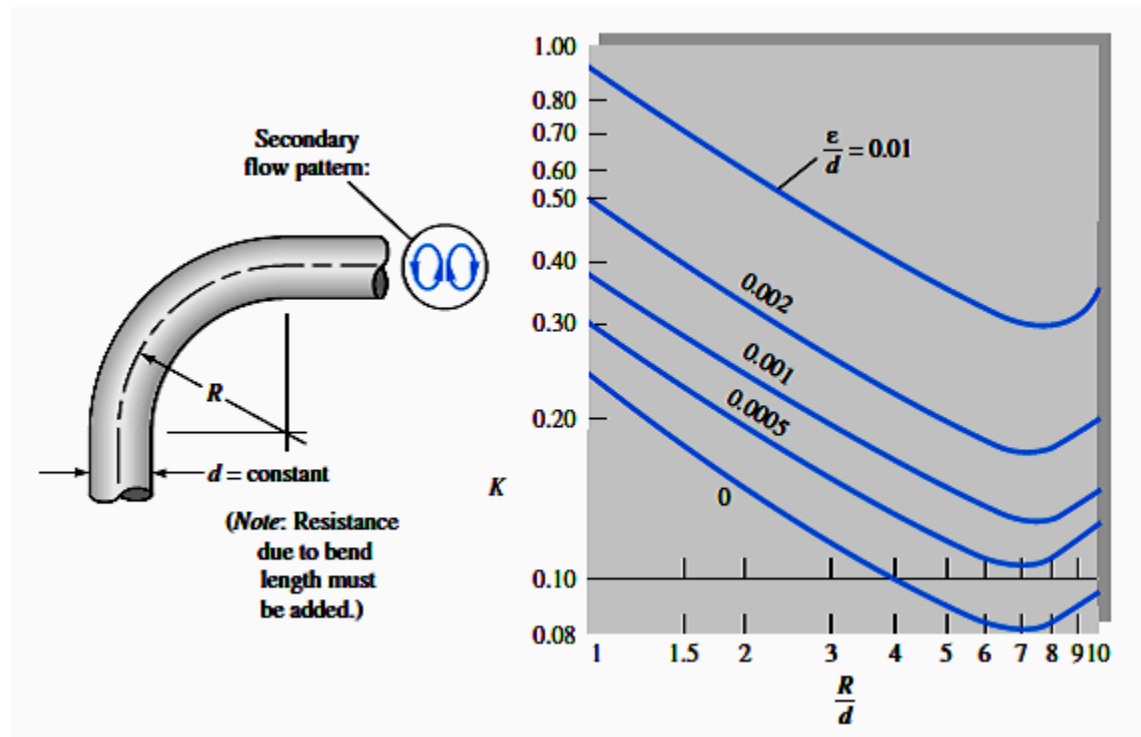 Secondary
flow pattern:
R
d = constant
(Note: Resistance
due to bend
length must
be added.)
K
1.00
0.80
0.70
0.60
0.50
0.40
0.30
0.20
0.10
0.08
ε
d = 0.01
0.002
0.001
0.0005
0
1 1.5 2 3 4 5 6 7 8 9 10
R
d